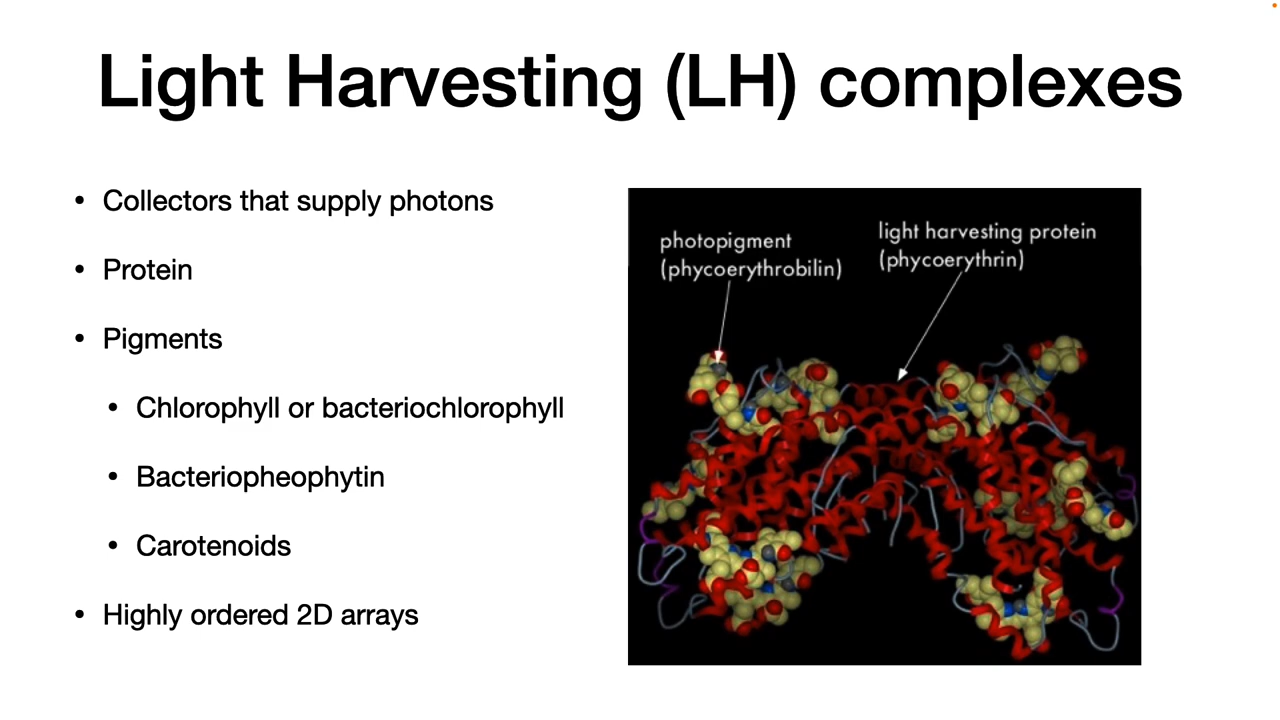 Light Harvesting (LH) complexes
• Collectors that supply photons
• Protein
• Pigments
• Chlorophyll or bacteriochlorophyll
• Bacteriopheophytin
• Carotenoids
• Highly ordered 2D arrays
photopigment
(phycoerythrobilin)
light harvesting protein
(phycoerythrin)